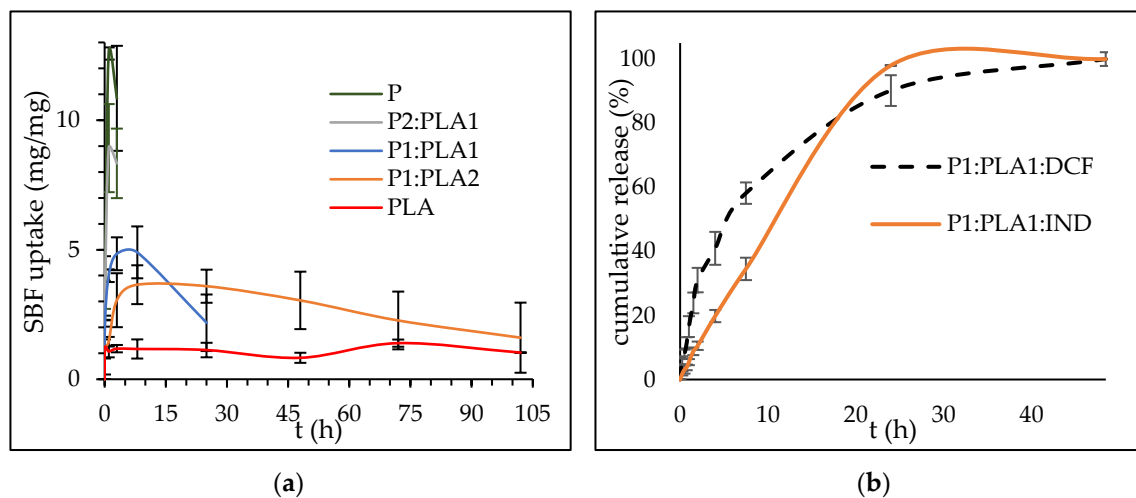 SBF uptake (mg/mg)
10
5
0
0 15 30 45 60 75 90 105
t (h)
P
P2:PLA1
P1:PLA1
P1:PLA2
PLA
(a)
cumulative release (%)
100
80
60
40
20
0
0 10 20 30 40
t (h)
P1:PLA1:DCF
P1:PLA1:IND
(b)